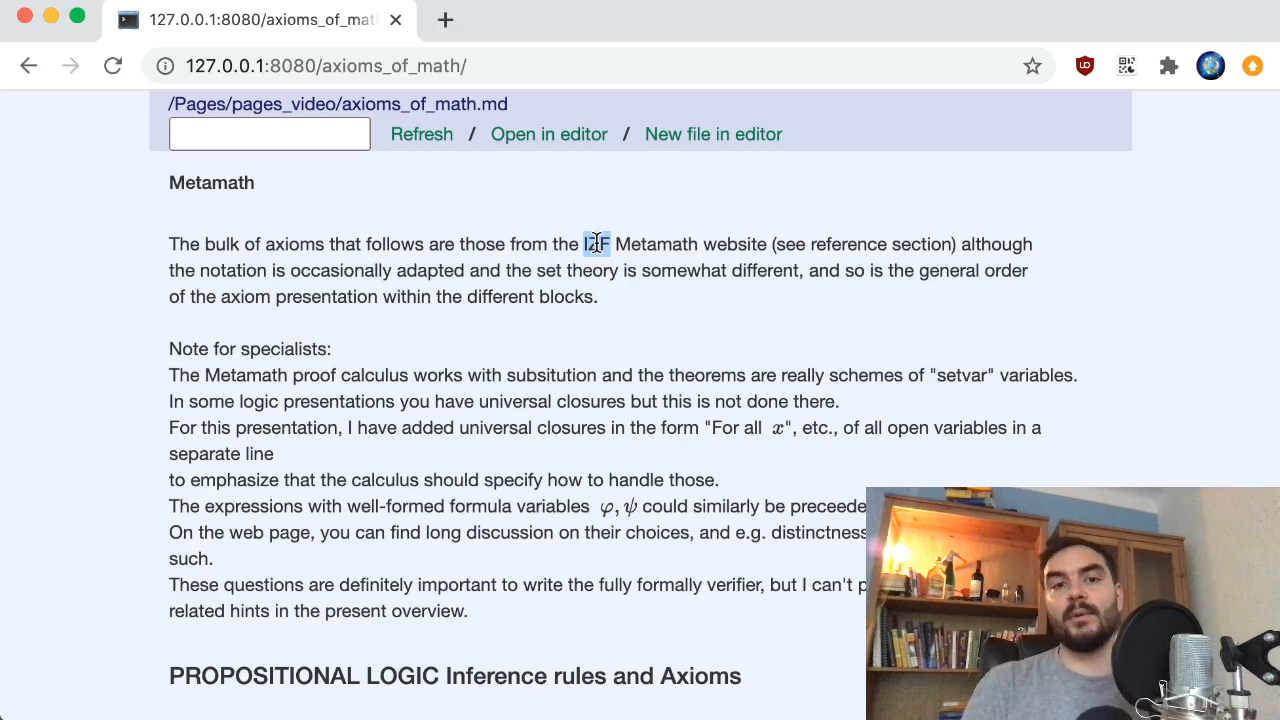 127.0.0.1:8080/axioms_of_mat
127.0.0.1:8080/axioms_of_math/
/Pages/pages_video/axioms_of_math.md
Refresh / Open in editor / New file in editor
Metamath
The bulk of axioms that follows are those from the IZF Metamath website (see reference section) although
the notation is occasionally adapted and the set theory is somewhat different, and so is the general order
of the axiom presentation within the different blocks.
Note for specialists:
The Metamath proof calculus works with subsitution and the theorems are really schemes of "setvar" variables.
In some logic presentations you have universal closures but this is not done there.
For this presentation, I have added universal closures in the form "For all x", etc., of all open variables in a
separate line
to emphasize that the calculus should specify how to handle those.
The expressions with well-formed formula variables φ, ψ could similarly be preceede
On the web page, you can find long discussion on their choices, and e.g. distinctness
such.
These questions are definitely important to write the fully formally verifier, but I can't p
related hints in the present overview.
PROPOSITIONAL LOGIC Inference rules and Axioms